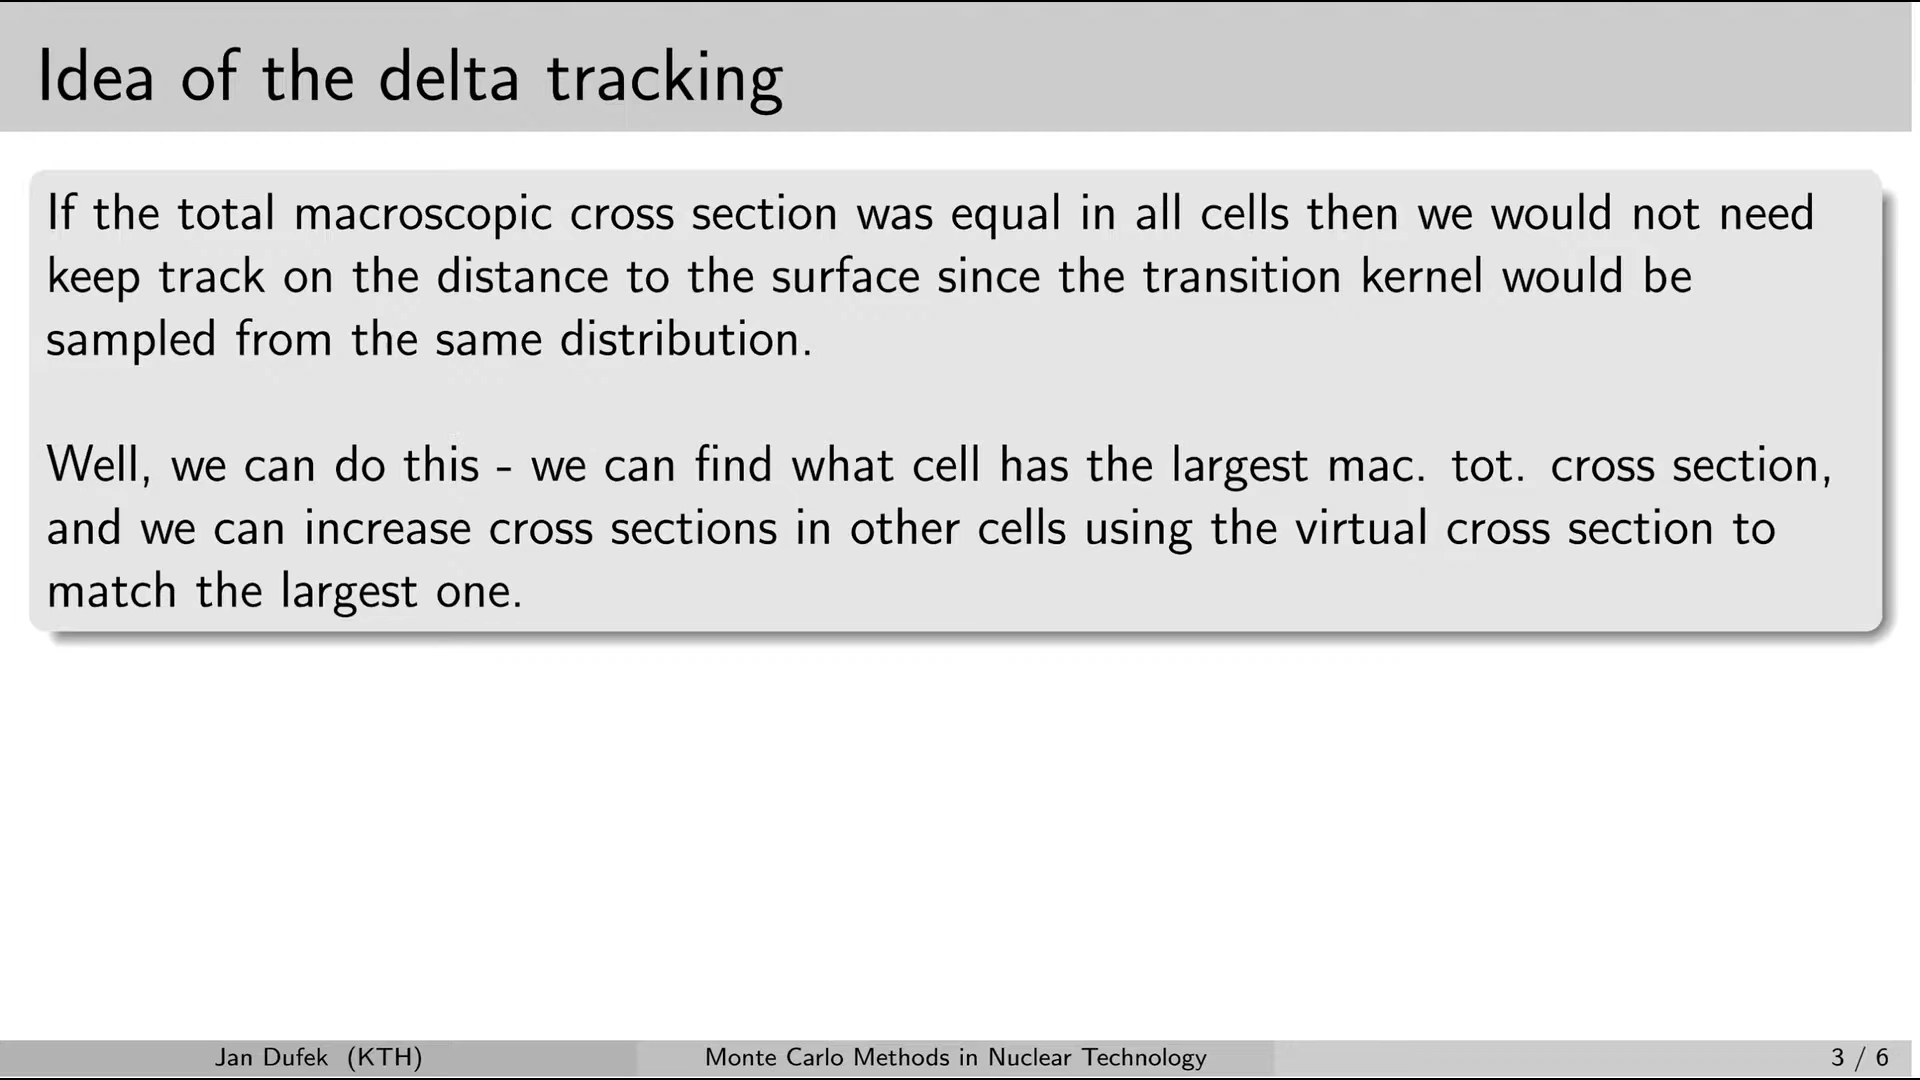 Idea of the delta tracking
If the total macroscopic cross section was equal in all cells then we would not need
keep track on the distance to the surface since the transition kernel would be
sampled from the same distribution.
Well, we can do this - we can find what cell has the largest mac. tot. cross section,
and we can increase cross sections in other cells using the virtual cross section to
match the largest one.
Jan Dufek (KTH)
Monte Carlo Methods in Nuclear Technology
3 / 6